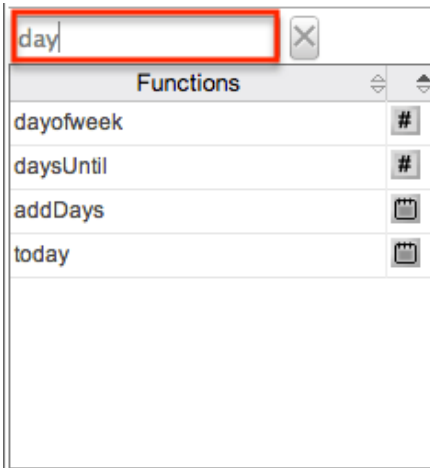 day
Functions
dayofweek #
daysUntil #
addDays
today